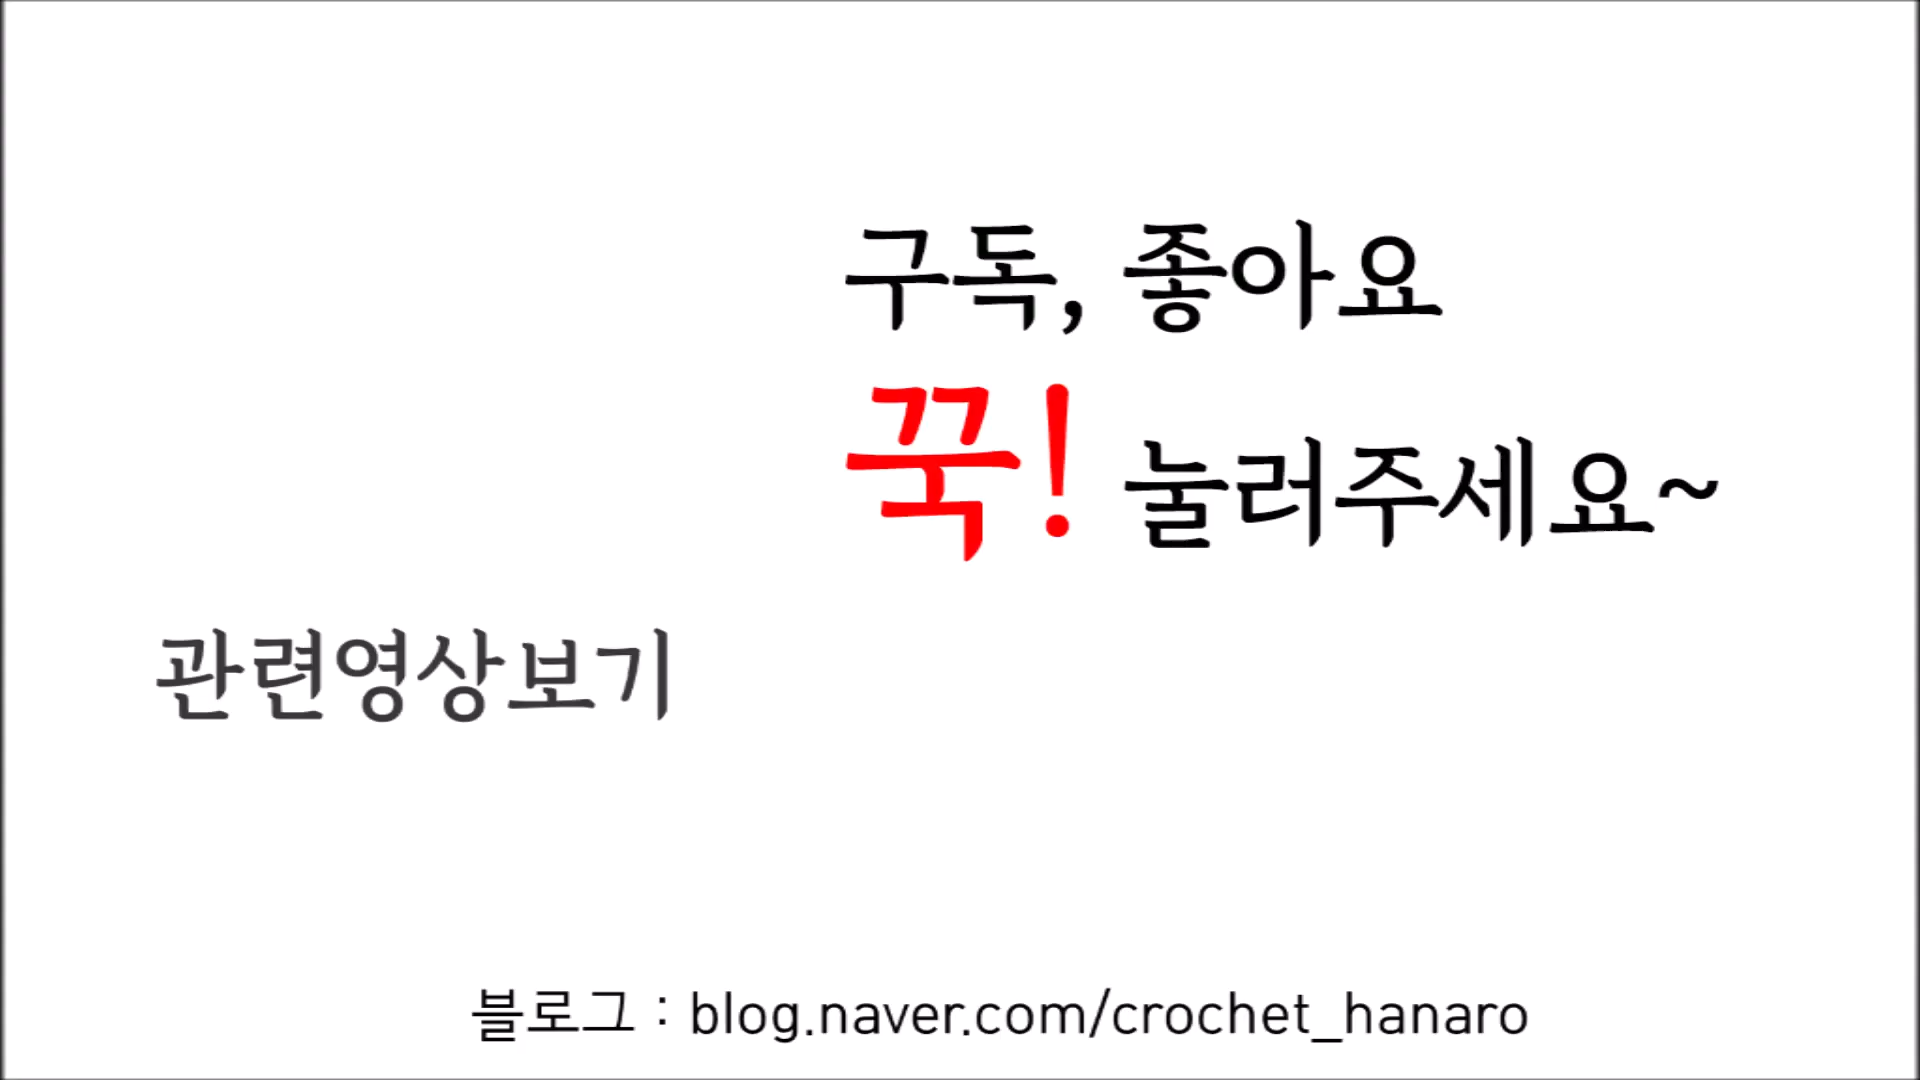 구독, 좋아요
꾹! 눌러주세요~
관련영상보기
블로그 : blog.naver.com/crochet_hanaro